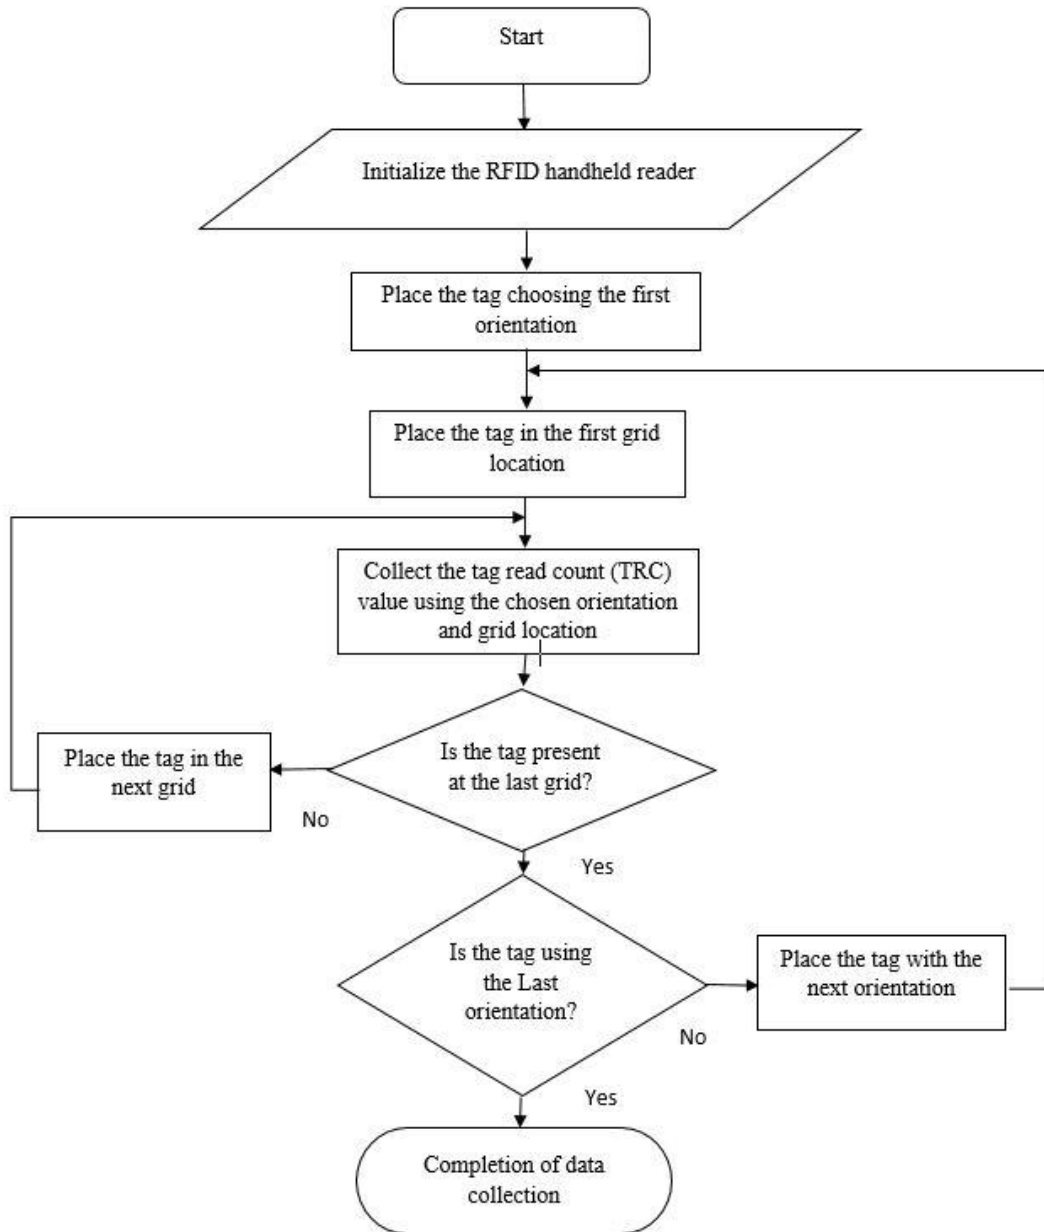 Start
Initialize the RFID handheld reader
Place the tag choosing the first
orientation
Place the tag in the first grid
location
Collect the tag read count (TRC)
value using the chosen orientation
and grid location
Is the tag present
at the last grid?
Place the tag in the
next grid
No
Yes
Is the tag using
the Last
orientation?
Place the tag with the
next orientation
No
Yes
Completion of data
collection